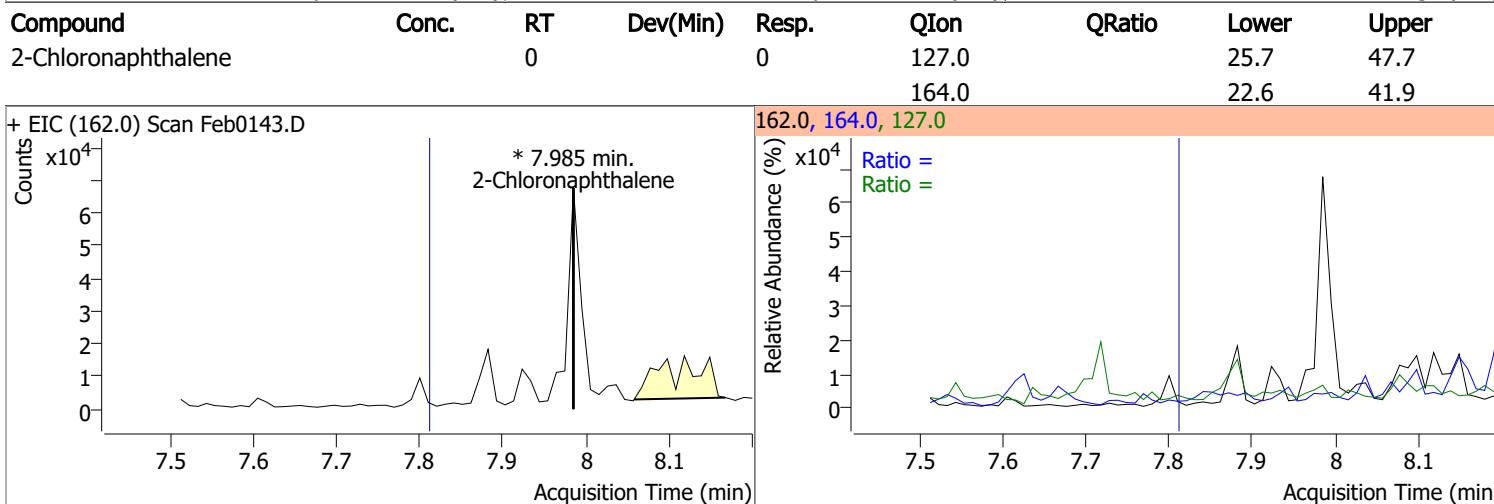 Compound Conc. RT Dev(Min) Resp. QIon QRatio Lower Upper
2-Chloronaphthalene 0 0 127.0 25.7 47.7
164.0 22.6 41.9
+ EIC (162.0) Scan Feb0143.D
Counts
x10⁴
* 7.985 min.
2-Chloronaphthalene
6
5
4
3
2
1
0
7.5 7.6 7.7 7.8 7.9 8 8.1
Acquisition Time (min)
162.0, 164.0, 127.0
Relative Abundance (%)
x10⁴
Ratio =
Ratio =
6
5
4
3
2
1
0
7.5 7.6 7.7 7.8 7.9 8 8.1
Acquisition Time (min